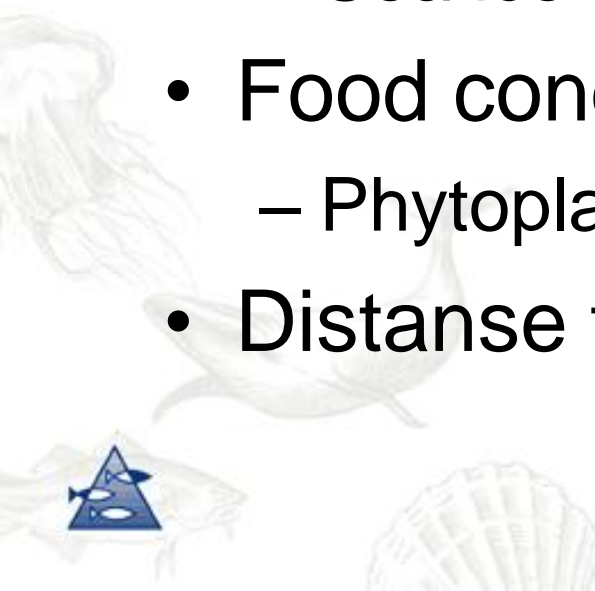 • Food con
– Phytopla
• Distanse